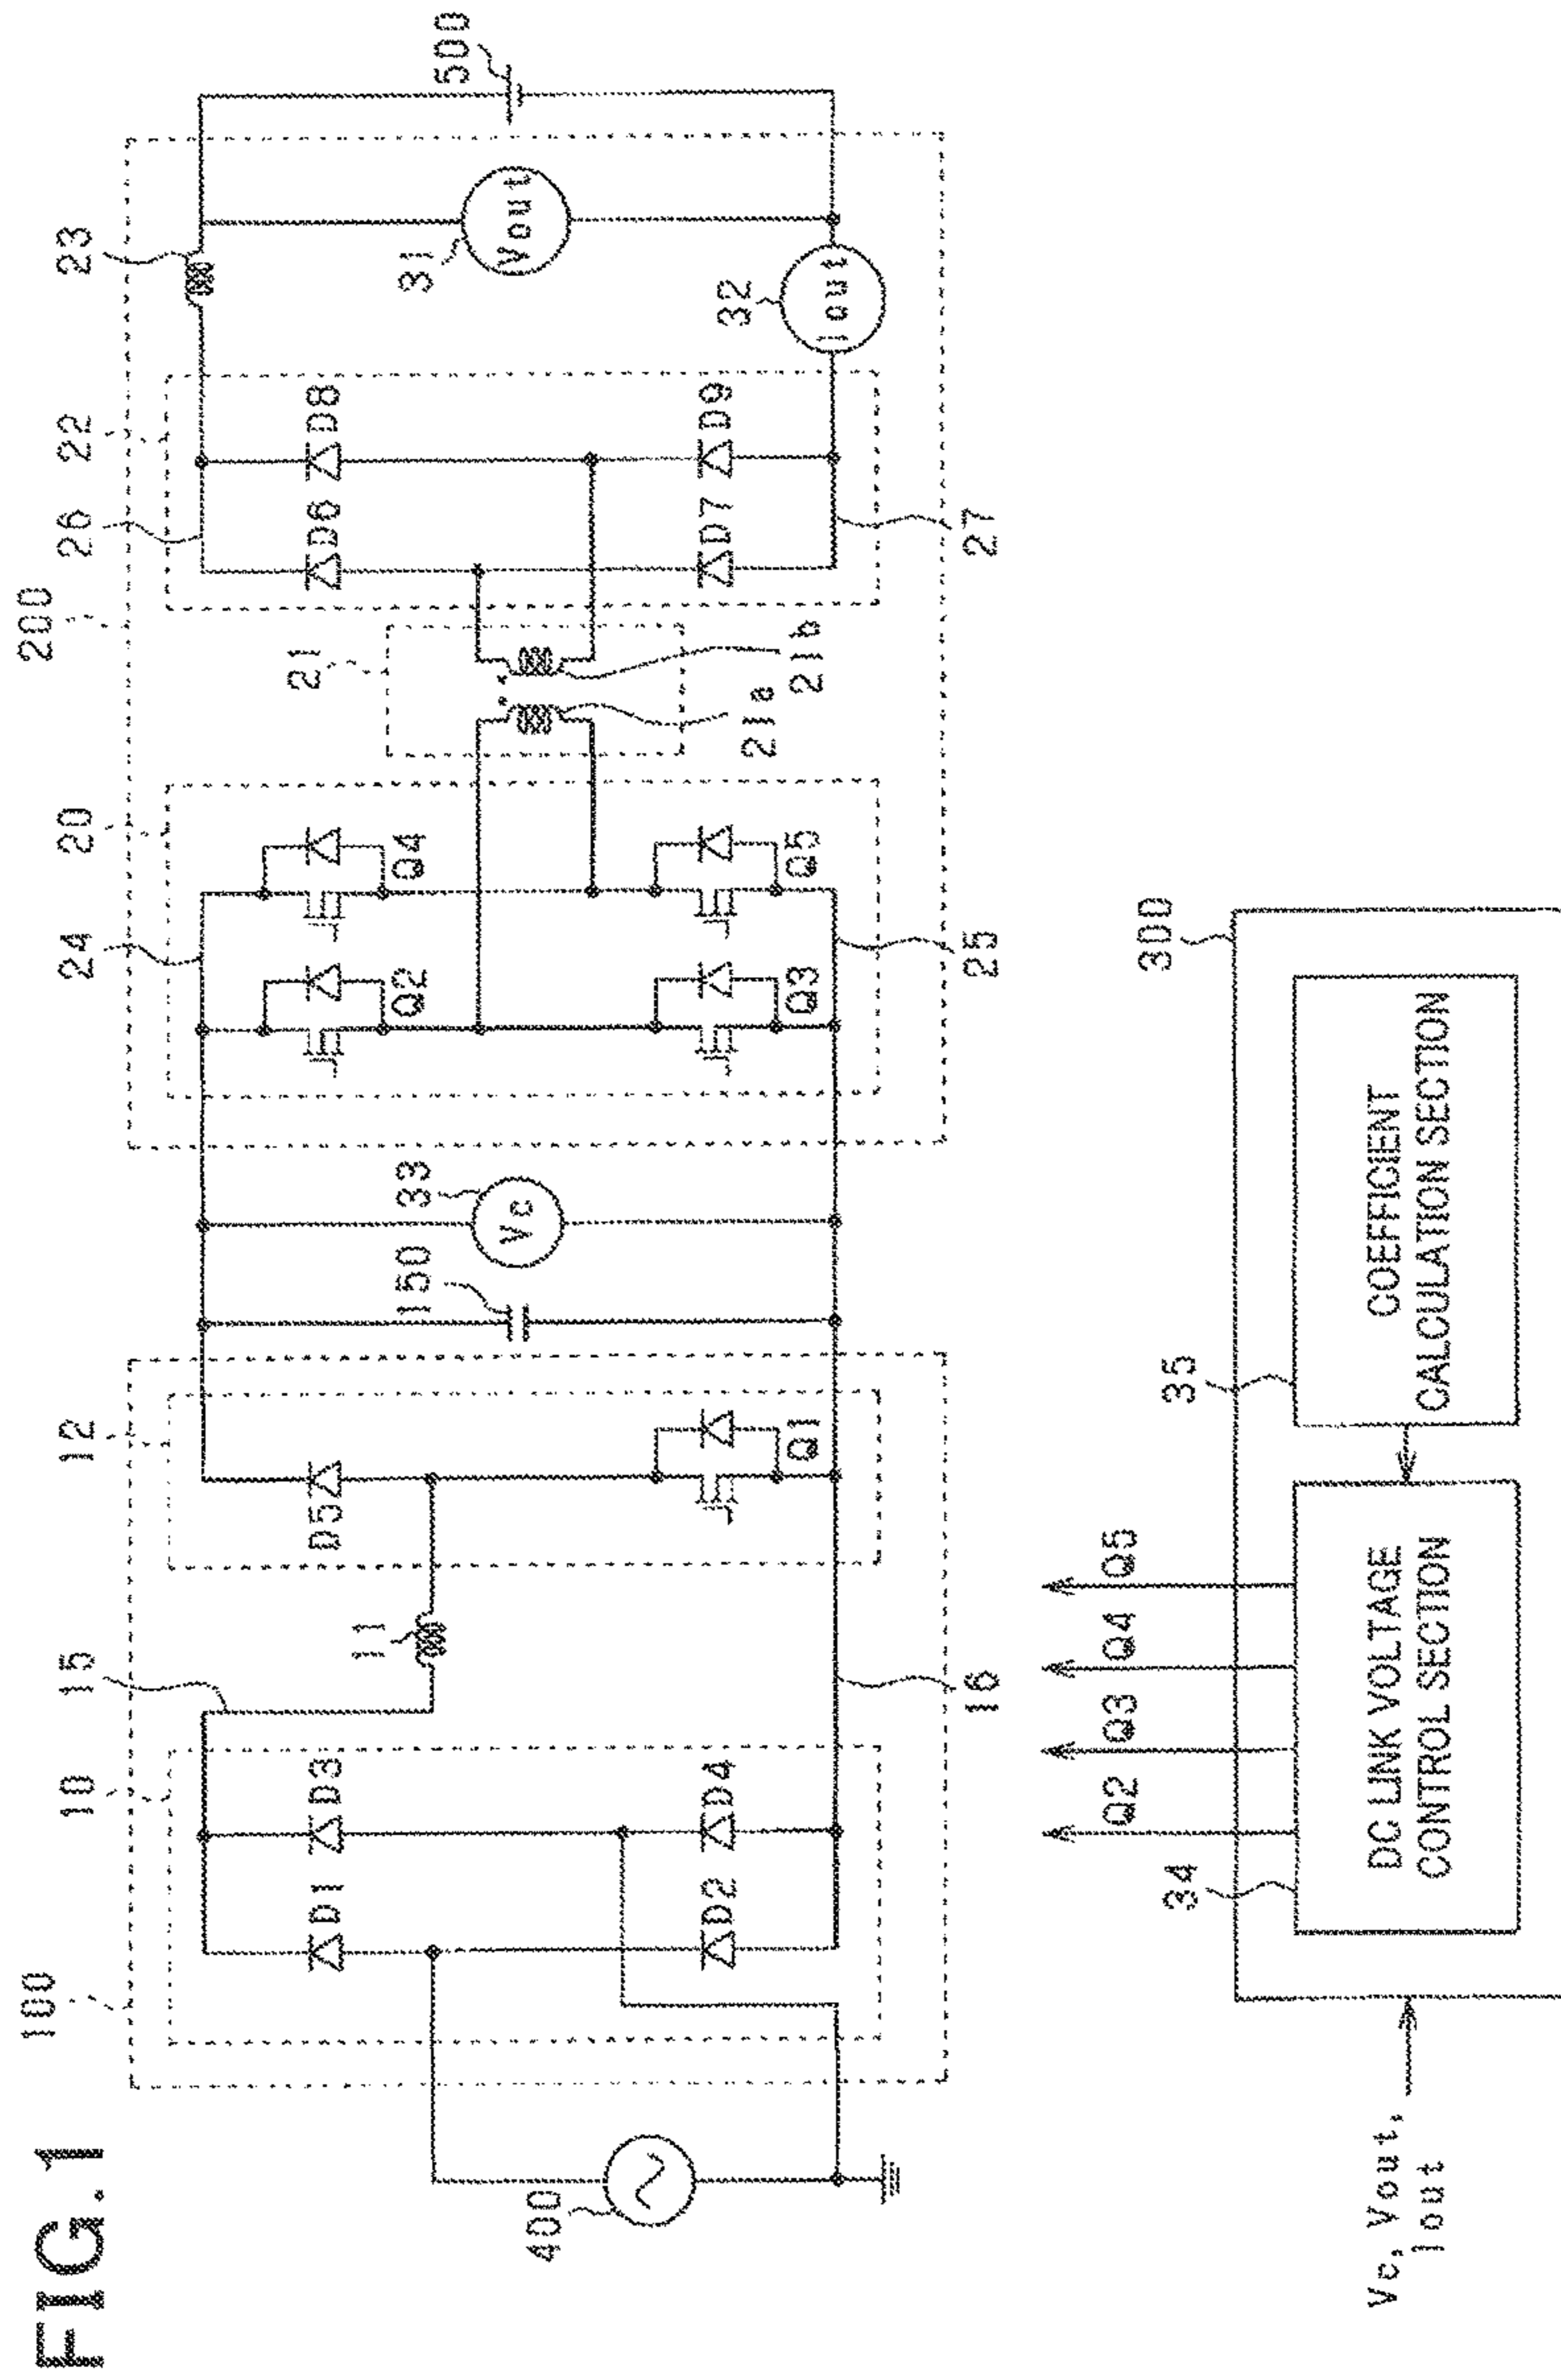 FIG.1
100
200
10
15
12
24
20
26
22
23
D1
D3
11
D5
150
33
Vc
Q2
Q4
21
D6
D8
31
Vout
500
400
D2
D4
Q1
Q3
Q5
21a
21b
D7
D9
32
Iout
16
25
27
Q2
Q3
Q4
Q5
300
34
35
Vc, Vout,
Iout
DC LINK VOLTAGE
CONTROL SECTION
COEFFICIENT
CALCULATION SECTION